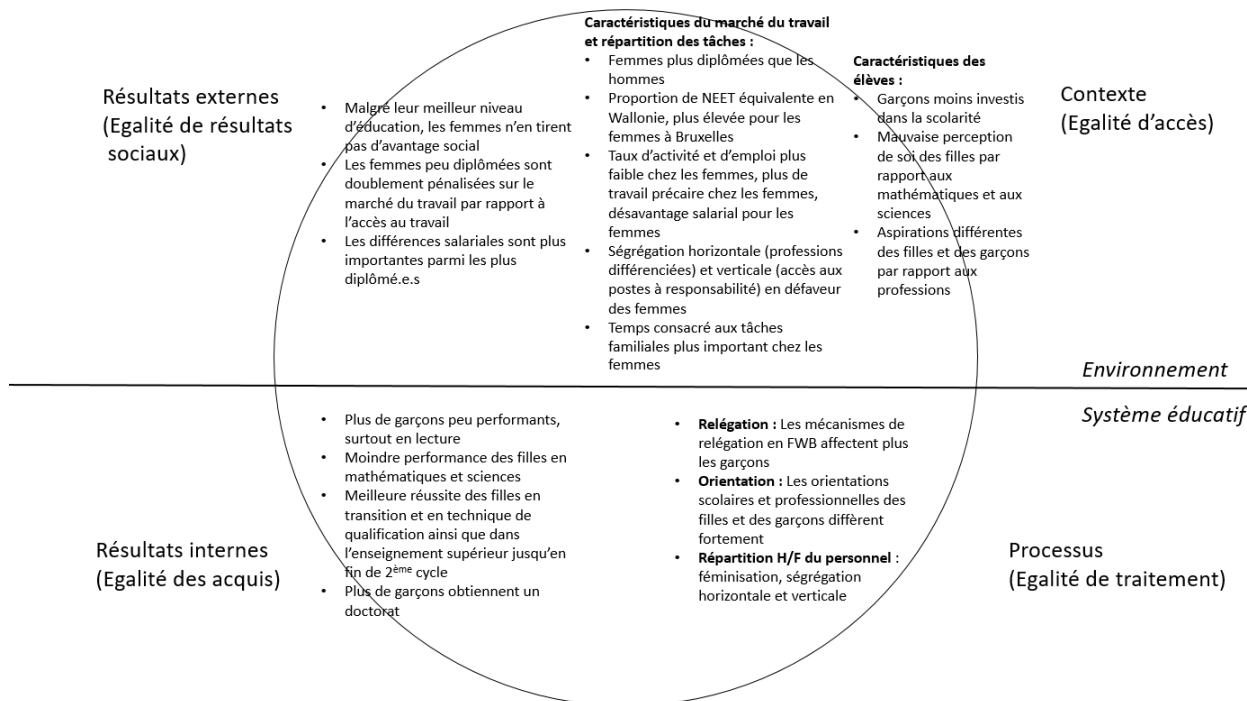 Résultats externes
(Egalité de résultats
sociaux)
• Malgré leur meilleur niveau
d'éducation, les femmes n'en tirent
pas d'avantage social
• Les femmes peu diplômées sont
doublement pénalisées sur le
marché du travail par rapport à
l'accès au travail
• Les différences salariales sont plus
importantes parmi les plus
diplômé.e.s
Caractéristiques du marché du travail
et répartition des tâches :
• Femmes plus diplômées que les
hommes
• Proportion de NEET équivalente en
Wallonie, plus élevée pour les
femmes à Bruxelles
• Taux d'activité et d'emploi plus
faible chez les femmes, plus de
travail précaire chez les femmes,
désavantage salarial pour les
femmes
• Ségrégation horizontale (professions
différenciées) et verticale (accès aux
postes à responsabilité) en défaveur
des femmes
• Temps consacré aux tâches
familiales plus important chez les
femmes
Caractéristiques des
élèves :
• Garçons moins investis
dans la scolarité
• Mauvaise perception
de soi des filles par
rapport aux
mathématiques et aux
sciences
• Aspirations différentes
des filles et des garçons
par rapport aux
professions
Contexte
(Egalité d'accès)
Environnement
Système éducatif
Résultats internes
(Egalité des acquis)
• Plus de garçons peu performants,
surtout en lecture
• Moindre performance des filles en
mathématiques et sciences
• Meilleure réussite des filles en
transition et en technique de
qualification ainsi que dans
l'enseignement supérieur jusqu'en
fin de 2ème cycle
• Plus de garçons obtiennent un
doctorat
• Relégation : Les mécanismes de
relégation en FWB affectent plus
les garçons
• Orientation : Les orientations
scolaires et professionnelles des
filles et des garçons diffèrent
fortement
• Répartition H/F du personnel :
féminisation, ségrégation
horizontale et verticale
Processus
(Egalité de traitement)